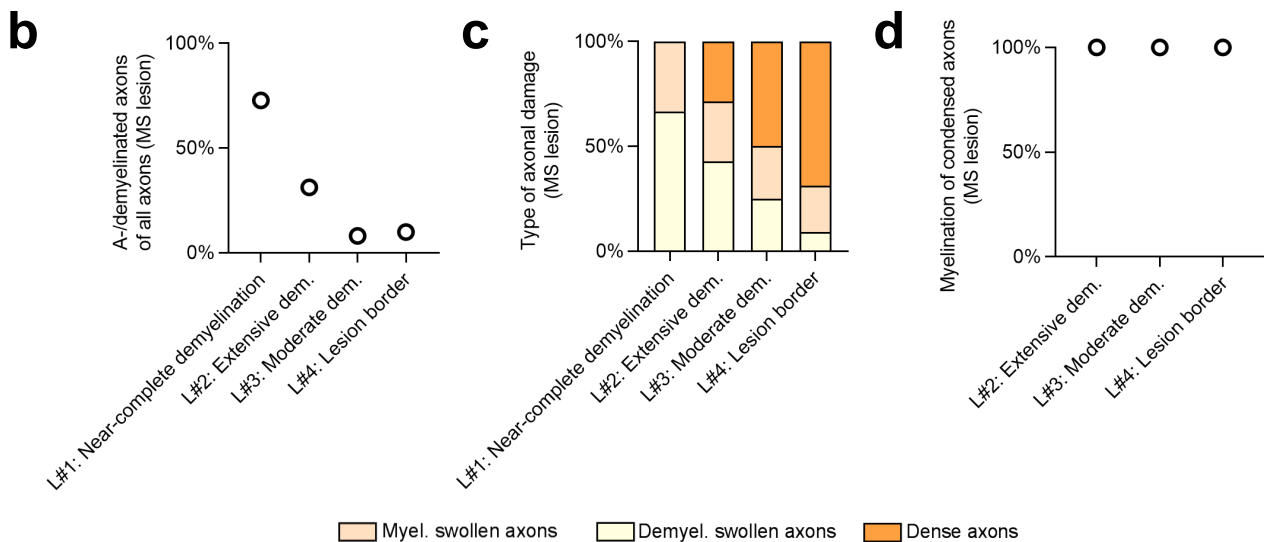 b
A-/demyelinated axons
of all axons (MS lesion)
100%
50%
0%
L#1: Near-complete demyelination
L#2: Extensive dem.
L#3: Moderate dem.
L#4: Lesion border
c
Type of axonal damage
(MS lesion)
100%
50%
0%
L#1: Near-complete demyelination
L#2: Extensive dem.
L#3: Moderate dem.
L#4: Lesion border
d
Myelination of condensed axons
(MS lesion)
100%
50%
0%
L#2: Extensive dem.
L#3: Moderate dem.
L#4: Lesion border
Myel. swollen axons
Demyel. swollen axons
Dense axons